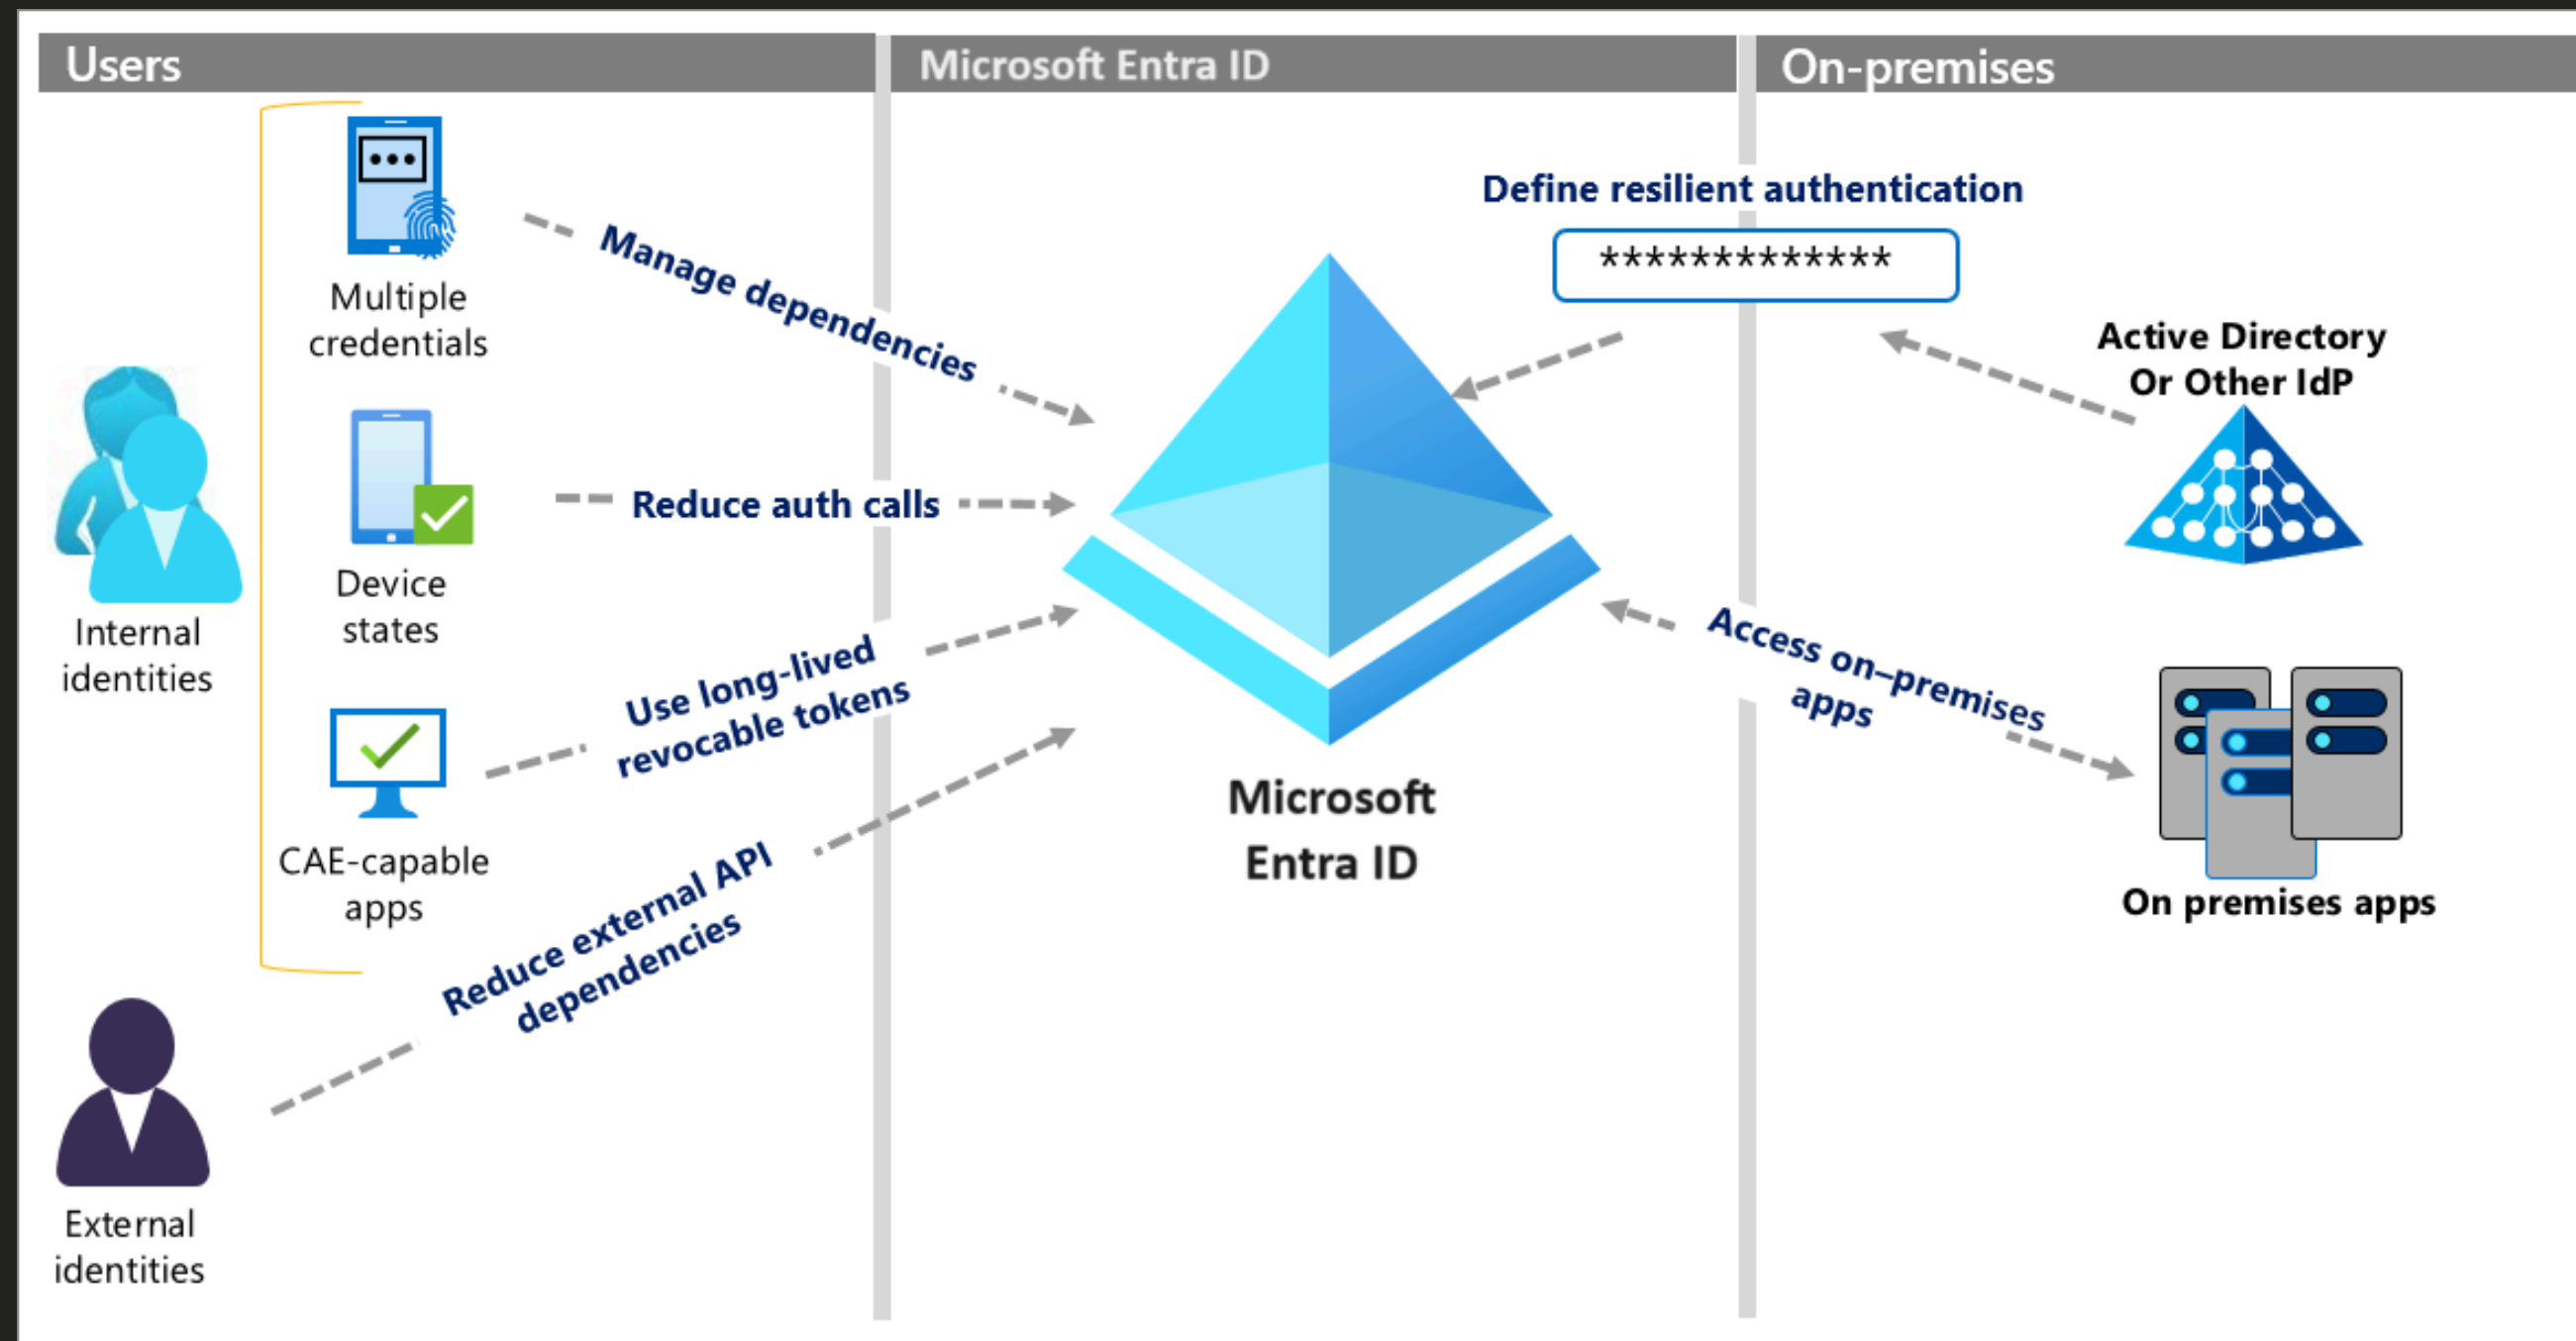 Users
Microsoft Entra ID
On-premises
Multiple
credentials
Manage dependencies
Define resilient authentication
*************
Active Directory
Or Other IdP
Internal
identities
Device
states
Reduce auth calls
CAE-capable
apps
Use long-lived
revocable tokens
Microsoft
Entra ID
Access on-premises
apps
On premises apps
External
identities
Reduce external API
dependencies